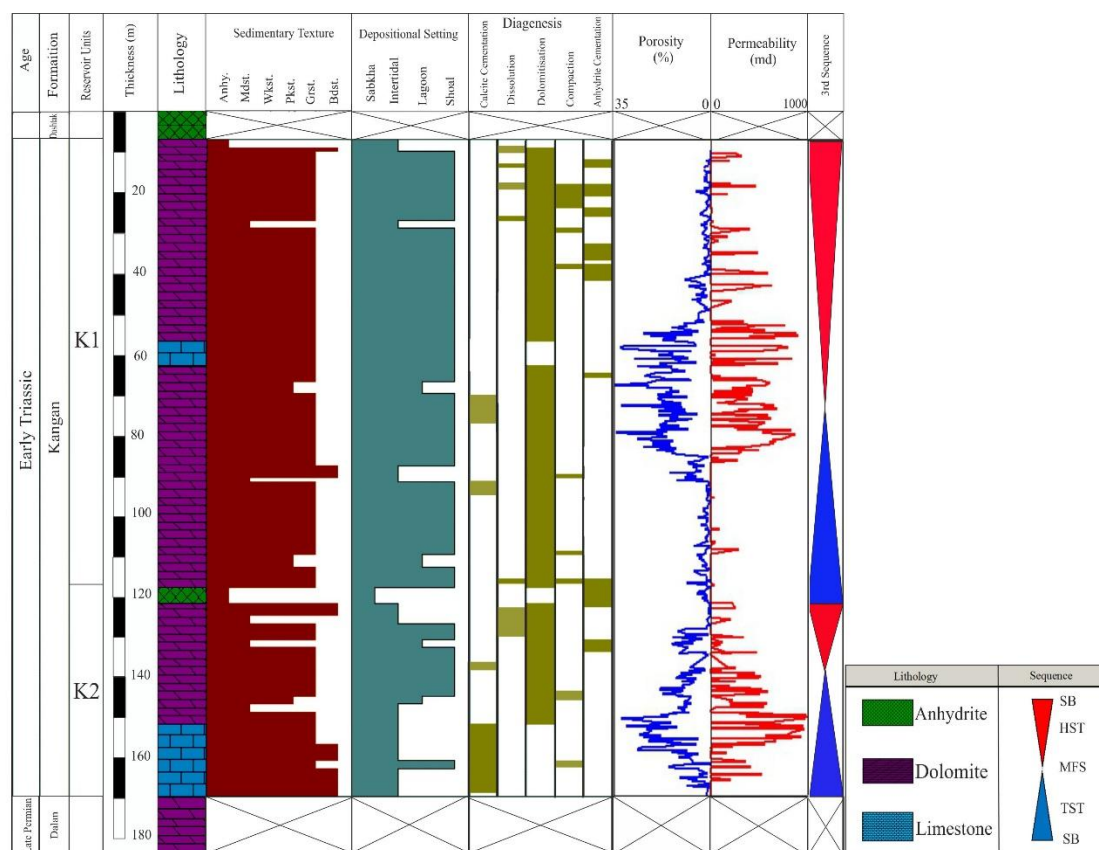 Age
Formation
Reservoir Units
Thickness (m)
Lithology
Sedimentary Texture
Anhy.
Mdst.
Wkst.
Pkst.
Grst.
Bdst.
Depositional Setting
Sabkha
Intertidal
Lagoon
Shoal
Diagenesis
Calcite Cementation
Dissolution
Dolomitisation
Compaction
Anhydrite Cementation
Porosity
(%)
35
0
Permeability
(md)
0
1000
3rd Sequence
Early Triassic
Late Permian
Dashtak
Kangan
Dalan
K1
K2
20
40
60
80
100
120
140
160
180
Lithology
Anhydrite
Dolomite
Limestone
Sequence
SB
HST
MFS
TST
SB